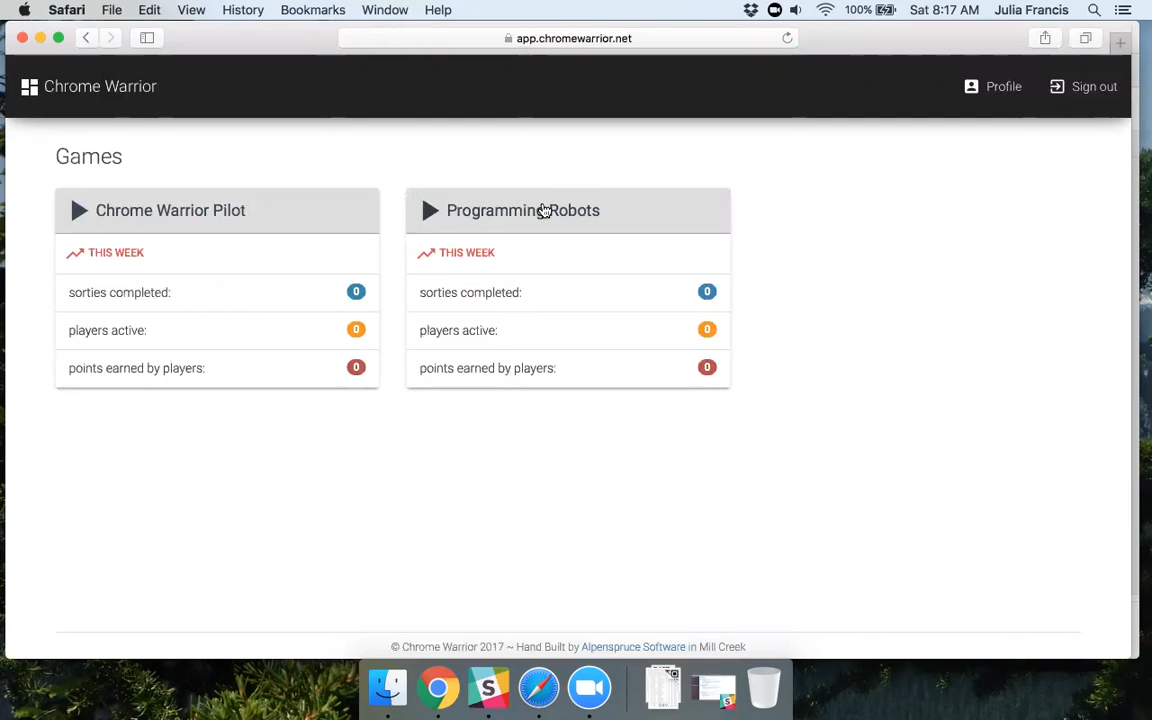 Safari File Edit View History Bookmarks Window Help 100% Sat 8:17 AM Julia Francis
app.chromewarrior.net
Chrome Warrior Profile Sign out
Games
Chrome Warrior Pilot Programming Robots
THIS WEEK THIS WEEK
sorties completed: 0 sorties completed: 0
players active: 0 players active: 0
points earned by players: 0 points earned by players: 0
© Chrome Warrior 2017 ~ Hand Built by Alpenspruce Software in Mill Creek